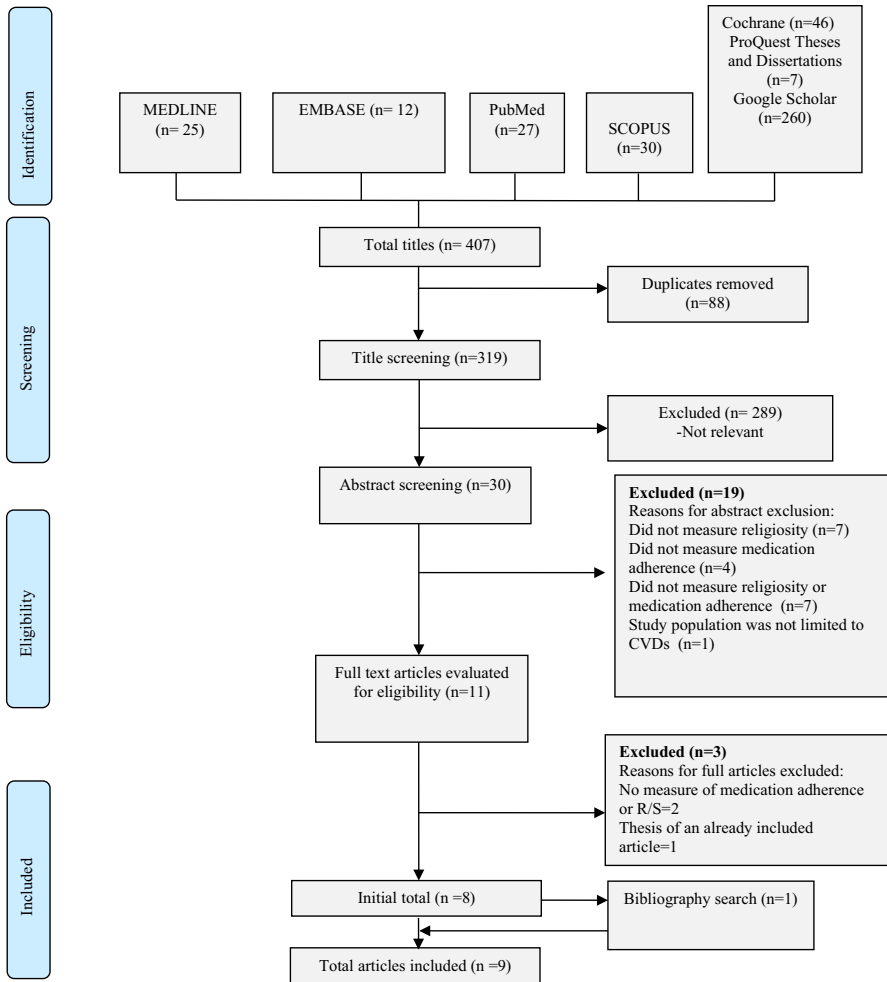 Identification
MEDLINE
(n= 25)
EMBASE (n= 12)
PubMed
(n=27)
SCOPUS
(n=30)
Cochrane (n=46)
ProQuest Theses
and Dissertations
(n=7)
Google Scholar
(n=260)
Screening
Total titles (n= 407)
Duplicates removed
(n=88)
Title screening (n=319)
Excluded (n= 289)
-Not relevant
Abstract screening (n=30)
Eligibility
Excluded (n=19)
Reasons for abstract exclusion:
Did not measure religiosity (n=7)
Did not measure medication
adherence (n=4)
Did not measure religiosity or
medication adherence (n=7)
Study population was not limited to
CVDs (n=1)
Full text articles evaluated
for eligibility (n=11)
Excluded (n=3)
Reasons for full articles excluded:
No measure of medication adherence
or R/S=2
Thesis of an already included
article=1
Included
Initial total (n =8)
Bibliography search (n=1)
Total articles included (n =9)